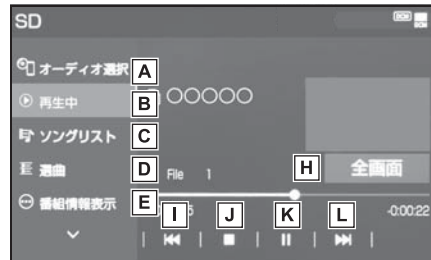 SD
オーディオ選択 A
再生中 B
○○○○○
ソングリスト C
選曲 D
File 1
H 全画面
番組情報表示 E
5
-0:00:22
I J K L